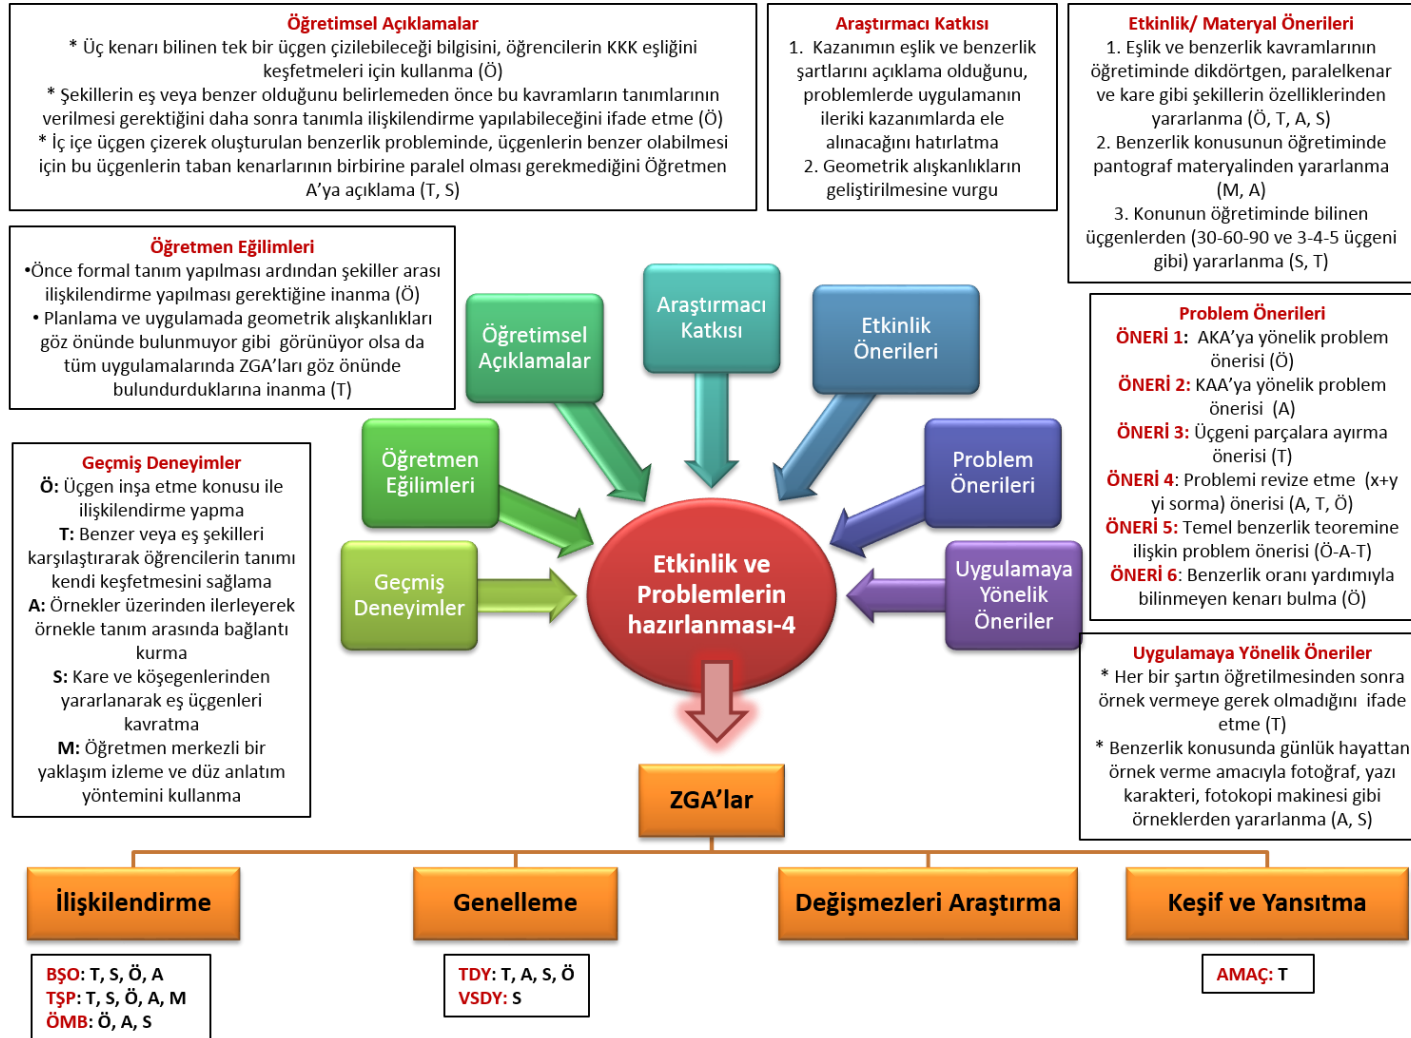 Öğretimsel Açıklamalar
* Üç kenarı bilinen tek bir üçgen çizilebileceği bilgisini, öğrencilerin KKK eşliğini
keşfetmeleri için kullanma (Ö)
* Şekillerin eş veya benzer olduğunu belirlemeden önce bu kavramların tanımlarının
verilmesi gerektiğini daha sonra tanımla ilişkilendirme yapılabileceğini ifade etme (Ö)
* İç içe üçgen çizerek oluşturulan benzerlik probleminde, üçgenlerin benzer olabilmesi
için bu üçgenlerin taban kenarlarının birbirine paralel olması gerekmediğini Öğretmen
A'ya açıklama (T, S)
Araştırmacı Katkısı
1. Kazanımın eşlik ve benzerlik
şartlarını açıklama olduğunu,
problemlerde uygulamanın
ileriki kazanımlarda ele
alınacağını hatırlatma
2. Geometrik alışkanlıkların
geliştirilmesine vurgu
Etkinlik/ Materyal Önerileri
1. Eşlik ve benzerlik kavramlarının
öğretiminde dikdörtgen, paralelkenar
ve kare gibi şekillerin özelliklerinden
yararlanma (Ö, T, A, S)
2. Benzerlik konusunun öğretiminde
pantograf materyalinden yararlanma
(M, A)
3. Konunun öğretiminde bilinen
üçgenlerden (30-60-90 ve 3-4-5 üçgeni
gibi) yararlanma (S, T)
Öğretmen Eğilimleri
•Önce formal tanım yapılması ardından şekiller arası
ilişkilendirme yapılması gerektiğine inanma (Ö)
• Planlama ve uygulamada geometrik alışkanlıkları
göz önünde bulunmuyor gibi görünüyor olsa da
tüm uygulamalarında ZGA'ları göz önünde
bulundurduklarına inanma (T)
Geçmiş Deneyimler
Ö: Üçgen inşa etme konusu ile
ilişkilendirme yapma
T: Benzer veya eş şekilleri
karşılaştırarak öğrencilerin tanımı
kendi keşfetmesini sağlama
A: Örnekler üzerinden ilerleyerek
örnekle tanım arasında bağlantı
kurma
S: Kare ve köşegenlerinden
yararlanarak eş üçgenleri
kavratma
M: Öğretmen merkezli bir
yaklaşım izleme ve düz anlatım
yöntemini kullanma
Geçmiş
Deneyimler
Öğretmen
Eğilimleri
Öğretimsel
Açıklamalar
Araştırmacı
Katkısı
Etkinlik
Önerileri
Problem
Önerileri
Uygulamaya
Yönelik
Öneriler
Etkinlik ve
Problemlerin
hazırlanması-4
Problem Önerileri
ÖNERİ 1: AKA'ya yönelik problem
önerisi (Ö)
ÖNERİ 2: KAA'ya yönelik problem
önerisi (A)
ÖNERİ 3: Üçgeni parçalara ayırma
önerisi (T)
ÖNERİ 4: Problemi revize etme (x+y
yi sorma) önerisi (A, T, Ö)
ÖNERİ 5: Temel benzerlik teoremine
ilişkin problem önerisi (Ö-A-T)
ÖNERİ 6: Benzerlik oranı yardımıyla
bilinmeyen kenarı bulma (Ö)
Uygulamaya Yönelik Öneriler
* Her bir şartın öğretilmesinden sonra
örnek vermeye gerek olmadığını ifade
etme (T)
* Benzerlik konusunda günlük hayattan
örnek verme amacıyla fotoğraf, yazı
karakteri, fotokopi makinesi gibi
örneklerden yararlanma (A, S)
ZGA'lar
İlişkilendirme
Genelleme
Değişmezleri Araştırma
Keşif ve Yansıtma
BŞO: T, S, Ö, A
TŞP: T, S, Ö, A, M
ÖMB: Ö, A, S
TDY: T, A, S, Ö
VSDY: S
AMAÇ: T